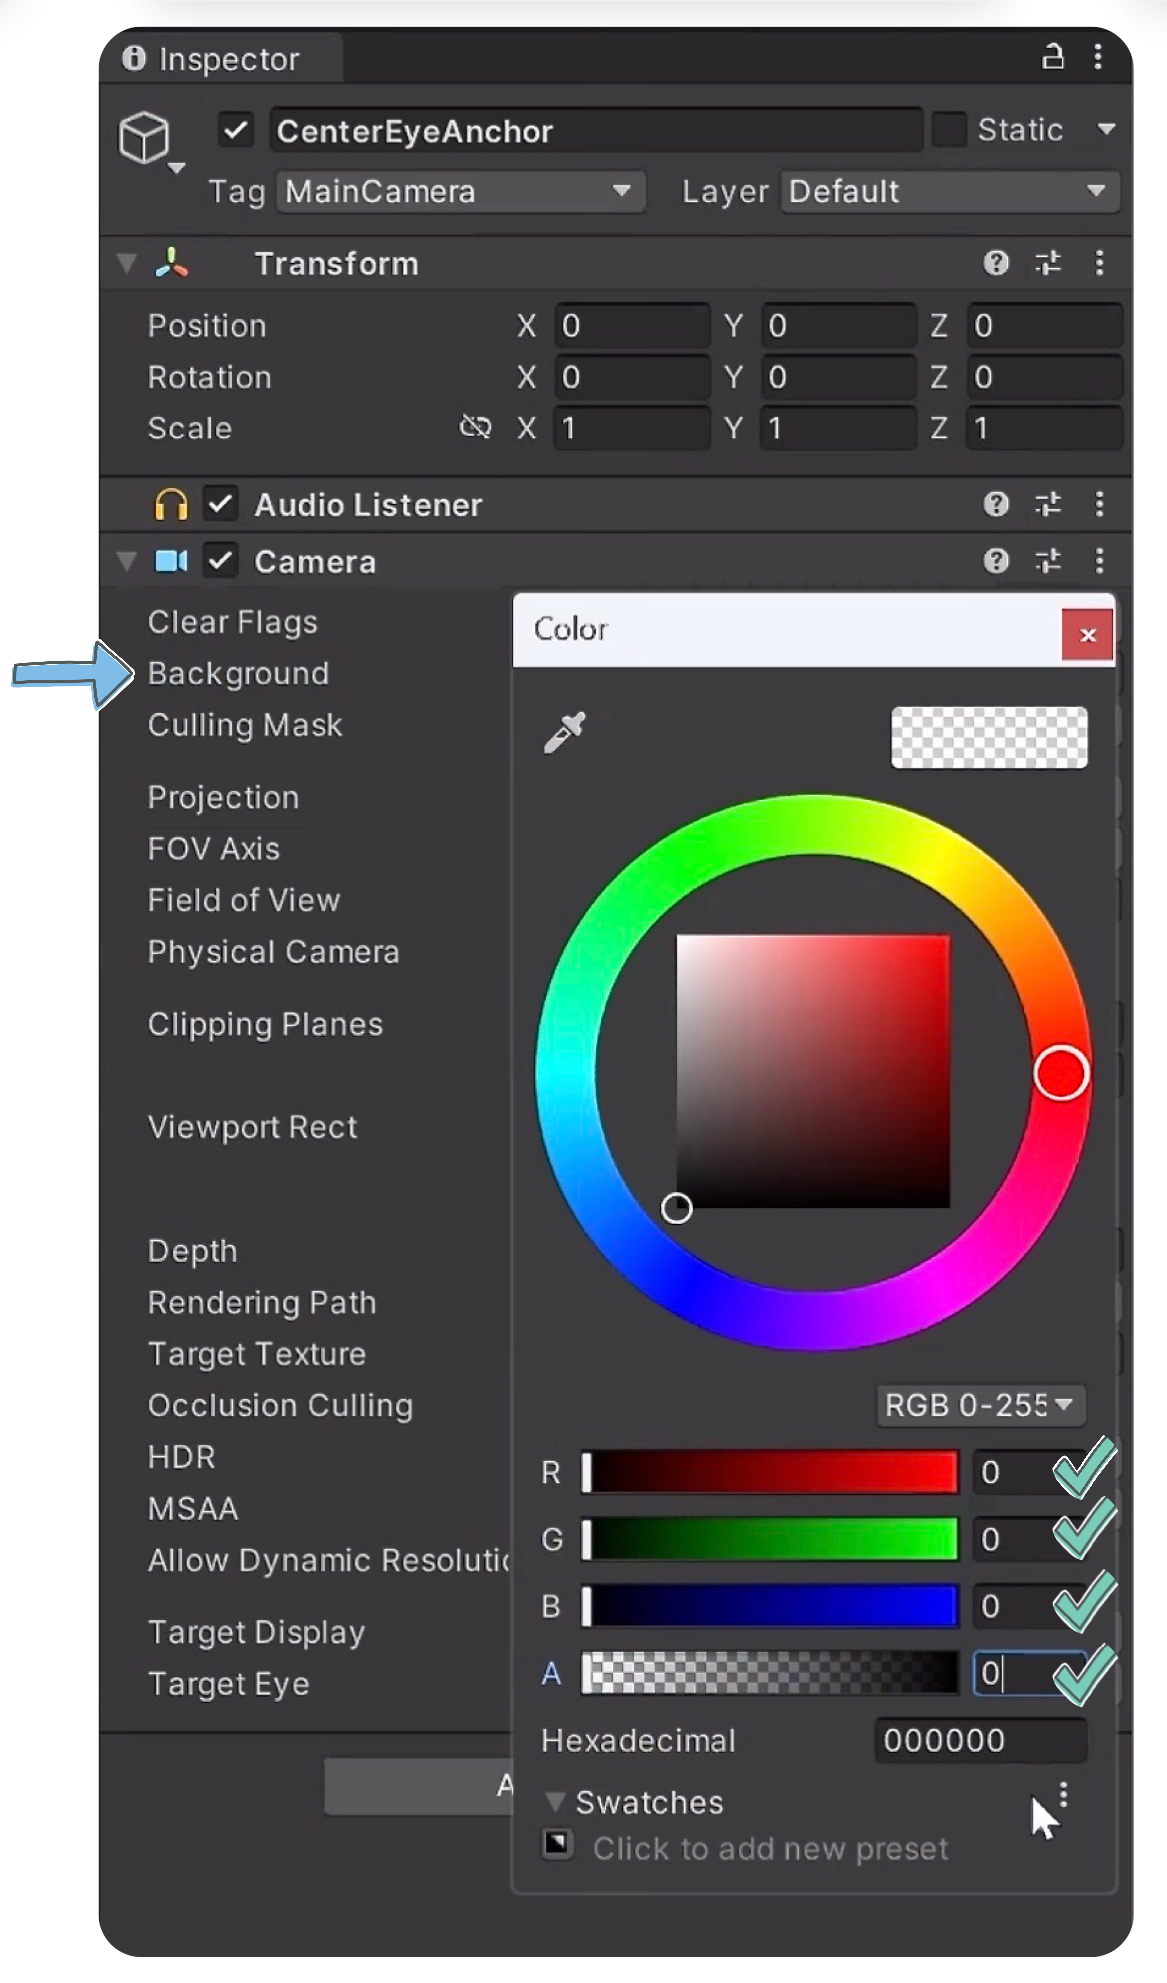 Inspector
CenterEyeAnchor Static
Tag MainCamera Layer Default
Transform
Position X 0 Y 0 Z 0
Rotation X 0 Y 0 Z 0
Scale X 1 Y 1 Z 1
Audio Listener
Camera
Clear Flags
Background
Culling Mask
Projection
FOV Axis
Field of View
Physical Camera
Clipping Planes
Viewport Rect
Depth
Rendering Path
Target Texture
Occlusion Culling
HDR
MSAA
Allow Dynamic
Target Display
Target Eye
Color
RGB 0-255
R 0
G 0
B 0
A 0
Hexadecimal 000000
Swatches
Click to add new preset